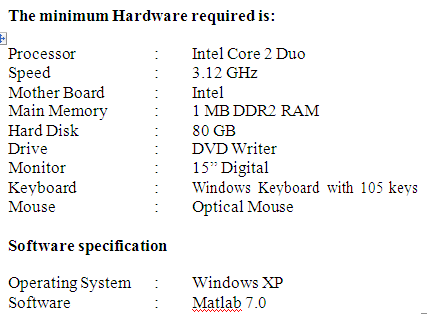 The minimum Hardware required is:
Processor : Intel Core 2 Duo
Speed : 3.12 GHz
Mother Board : Intel
Main Memory : 1 MB DDR2 RAM
Hard Disk : 80 GB
Drive : DVD Writer
Monitor : 15” Digital
Keyboard : Windows Keyboard with 105 keys
Mouse : Optical Mouse
Software specification
Operating System : Windows XP
Software : Matlab 7.0